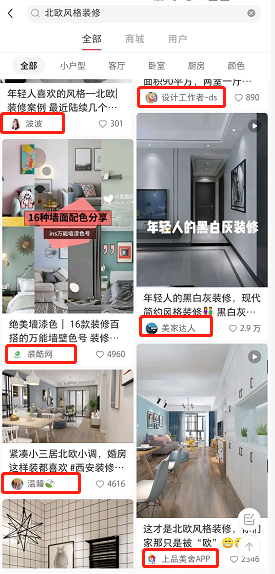 北欧风格装修
全部
商城
用户
全部
小户型
客厅
卧室
厨房
颜色
年轻人喜欢的风格—北欧|
装修案例 最近陆续几个…
波波
301
16种墙面配色分享
ins万能墙漆色号
绝美墙漆色｜ 16款装修百
搭的万能墙壁色号 装修…
装酷网
4960
紧凑小三居北欧小调，婚房
这样装都喜欢 #西安装修…
温馨
4616
面积90平方，两室一厅…
设计工作者~ds
890
年轻人的黑白灰装修
年轻人的黑白灰装修，现代
简约风格装修 黑白灰…
美家达人
2.9 万
这才是北欧风格装修，
家那只是被“欧”
上品美舍APP
2346